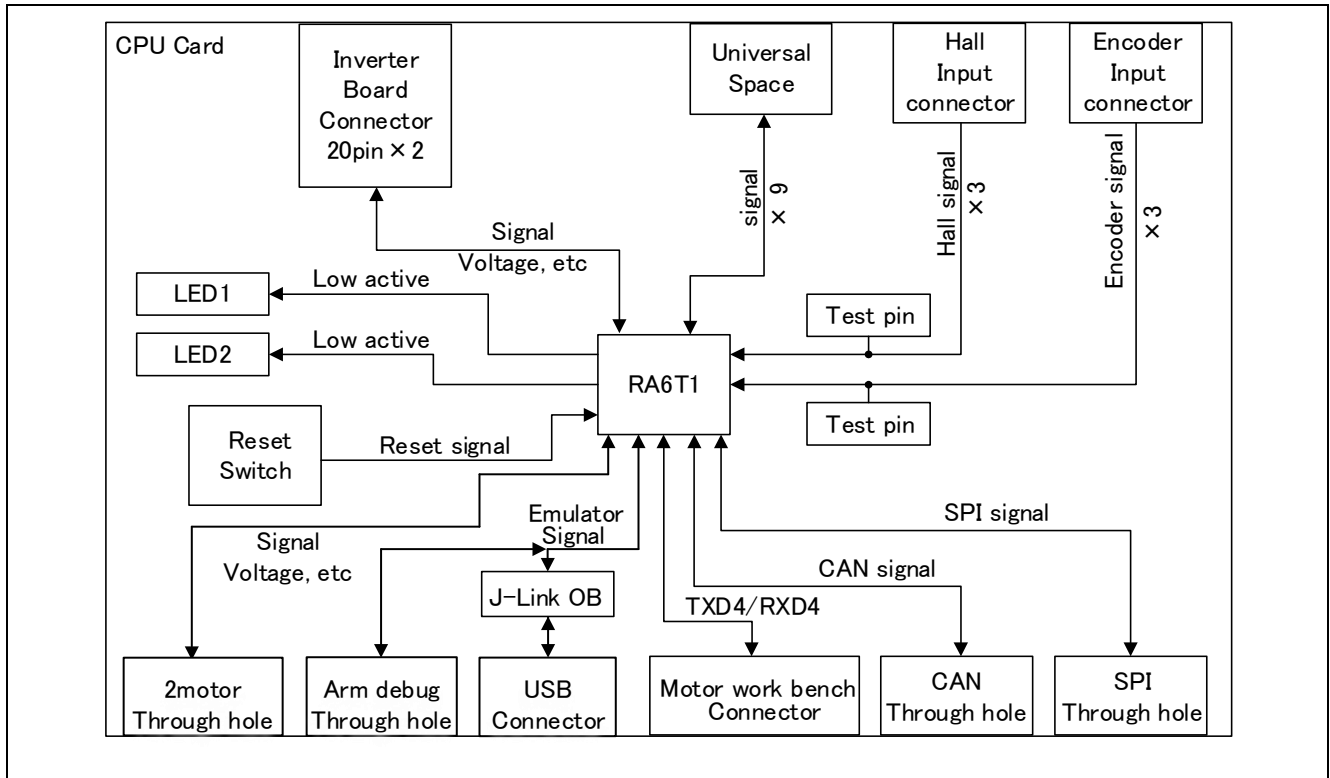 CPU Card
Inverter
Board
Connector
20pin × 2
Universal
Space
Hall
Input
connector
Encoder
Input
connector
signal
× 9
Hall signal
×3
Encoder signal
×3
Signal
Voltage, etc
LED1
Low active
LED2
Low active
Test pin
RA6T1
Test pin
Reset
Switch
Reset signal
Emulator
Signal
SPI signal
Signal
Voltage, etc
CAN signal
J-Link OB
TXD4/RXD4
2motor
Through hole
Arm debug
Through hole
USB
Connector
Motor work bench
Connector
CAN
Through hole
SPI
Through hole